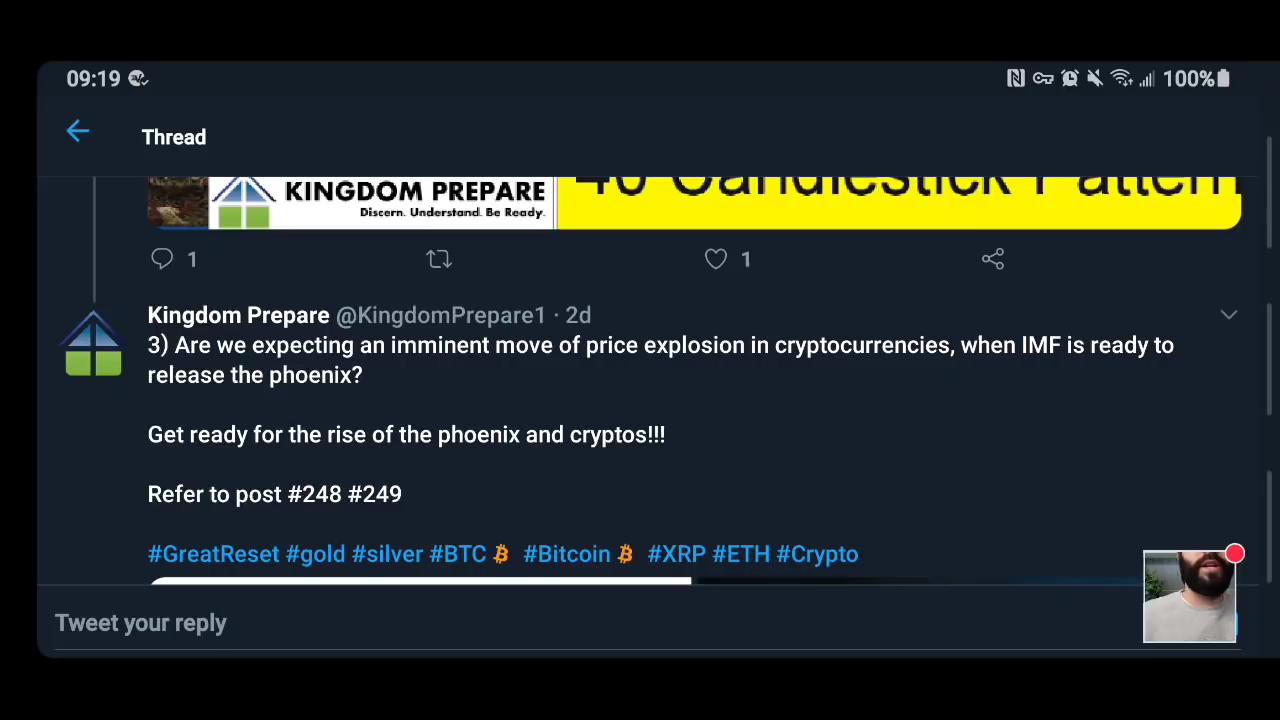 09:19
100%
Thread
KINGDOM PREPARE
Discern. Understand. Be Ready.
40 Candlestick Pattern
1
1
Kingdom Prepare @KingdomPrepare1 · 2d
3) Are we expecting an imminent move of price explosion in cryptocurrencies, when IMF is ready to
release the phoenix?
Get ready for the rise of the phoenix and cryptos!!!
Refer to post #248 #249
#GreatReset #gold #silver #BTC #Bitcoin #XRP #ETH #Crypto
Tweet your reply